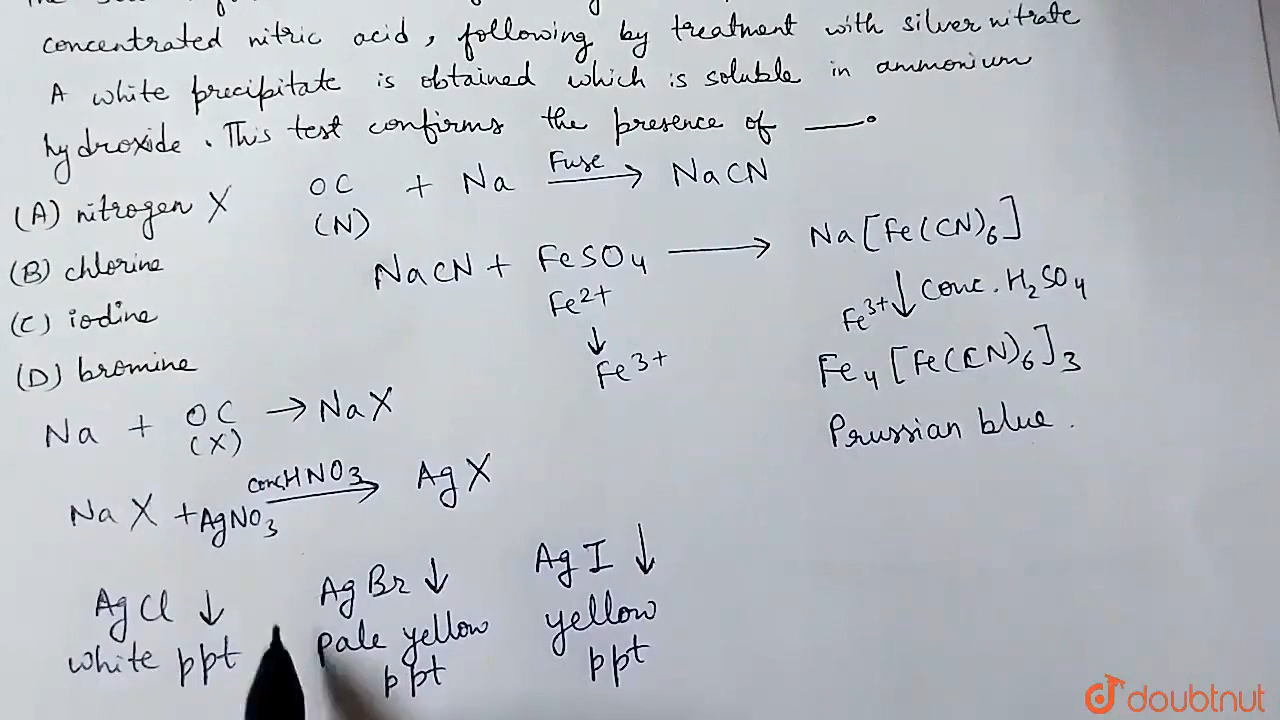 concentrated nitric acid, following by treatment with silver nitrate
A white precipitate is obtained which is soluble in ammonium
hydroxide. This test confirms the presence of —.
(A) nitrogen X
OC + Na Fuse → NaCN
(N)
(B) chlorine
NaCN + FeSO4 → Na[Fe(CN)6]
Fe2+
↓
Fe3+
Fe3+ ↓ Conc. H2SO4
Fe4[Fe(CN)6]3
Prussian blue.
(C) iodine
(D) bromine
Na + OC → NaX
(X)
NaX + AgNO3 conc. HNO3 → AgX
AgCl ↓
white ppt
AgBr ↓
pale yellow
ppt
AgI ↓
yellow
ppt
doubtnut